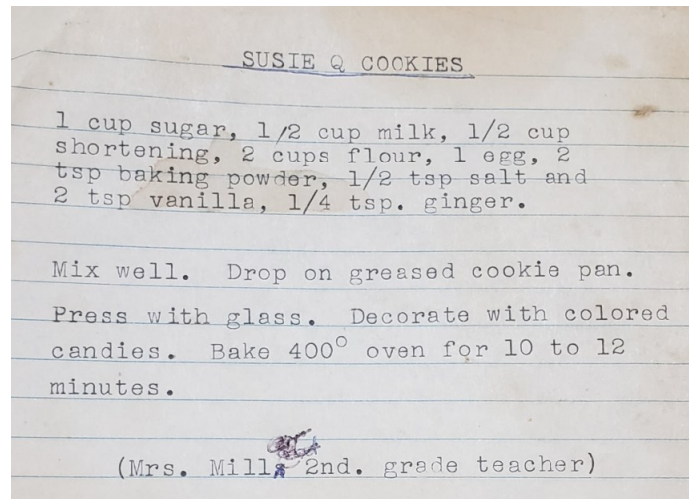 SUSIE Q COOKIES
1 cup sugar, 1/2 cup milk, 1/2 cup
shortening, 2 cups flour, 1 egg, 2
tsp baking powder, 1/2 tsp salt and
2 tsp vanilla, 1/4 tsp. ginger.
Mix well. Drop on greased cookie pan.
Press with glass. Decorate with colored
candies. Bake 400° oven for 10 to 12
minutes.
(Mrs. Mills 2nd. grade teacher)